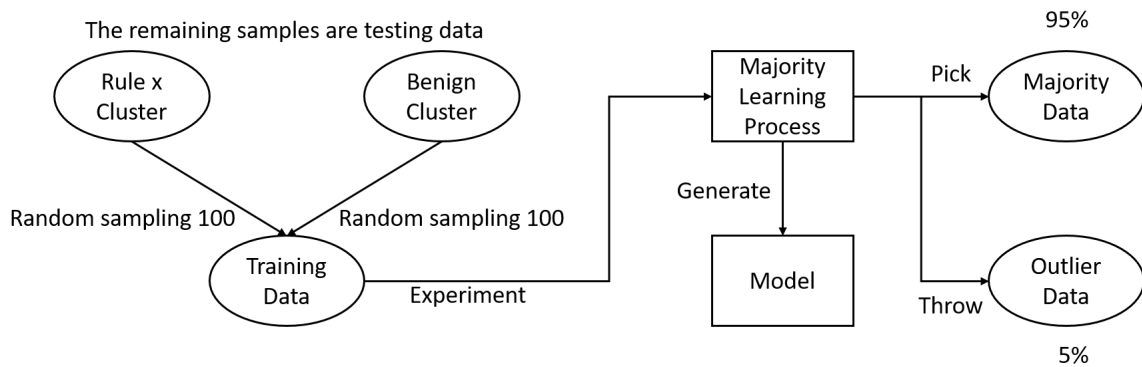 The remaining samples are testing data
Rule x
Cluster
Benign
Cluster
Random sampling 100
Random sampling 100
Training
Data
Experiment
Majority
Learning
Process
Generate
Model
Pick
95%
Majority
Data
Throw
Outlier
Data
5%